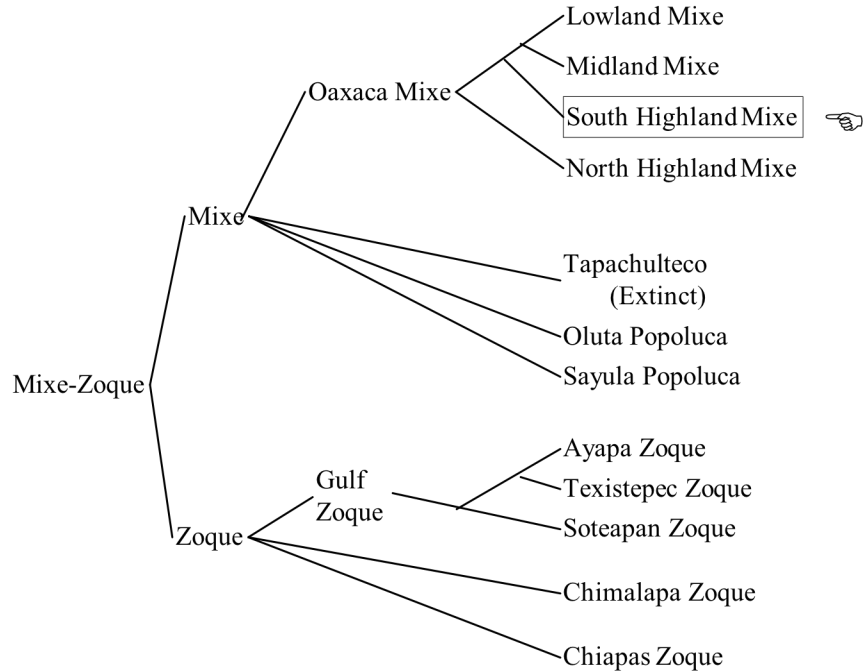 Lowland Mixe
Midland Mixe
Oaxaca Mixe
South Highland Mixe
North Highland Mixe
Mixe
Tapachulteco
(Extinct)
Oluta Popoluca
Sayula Popoluca
Mixe-Zoque
Ayapa Zoque
Gulf
Zoque
Texistepec Zoque
Soteapan Zoque
Zoque
Chimalapa Zoque
Chiapas Zoque